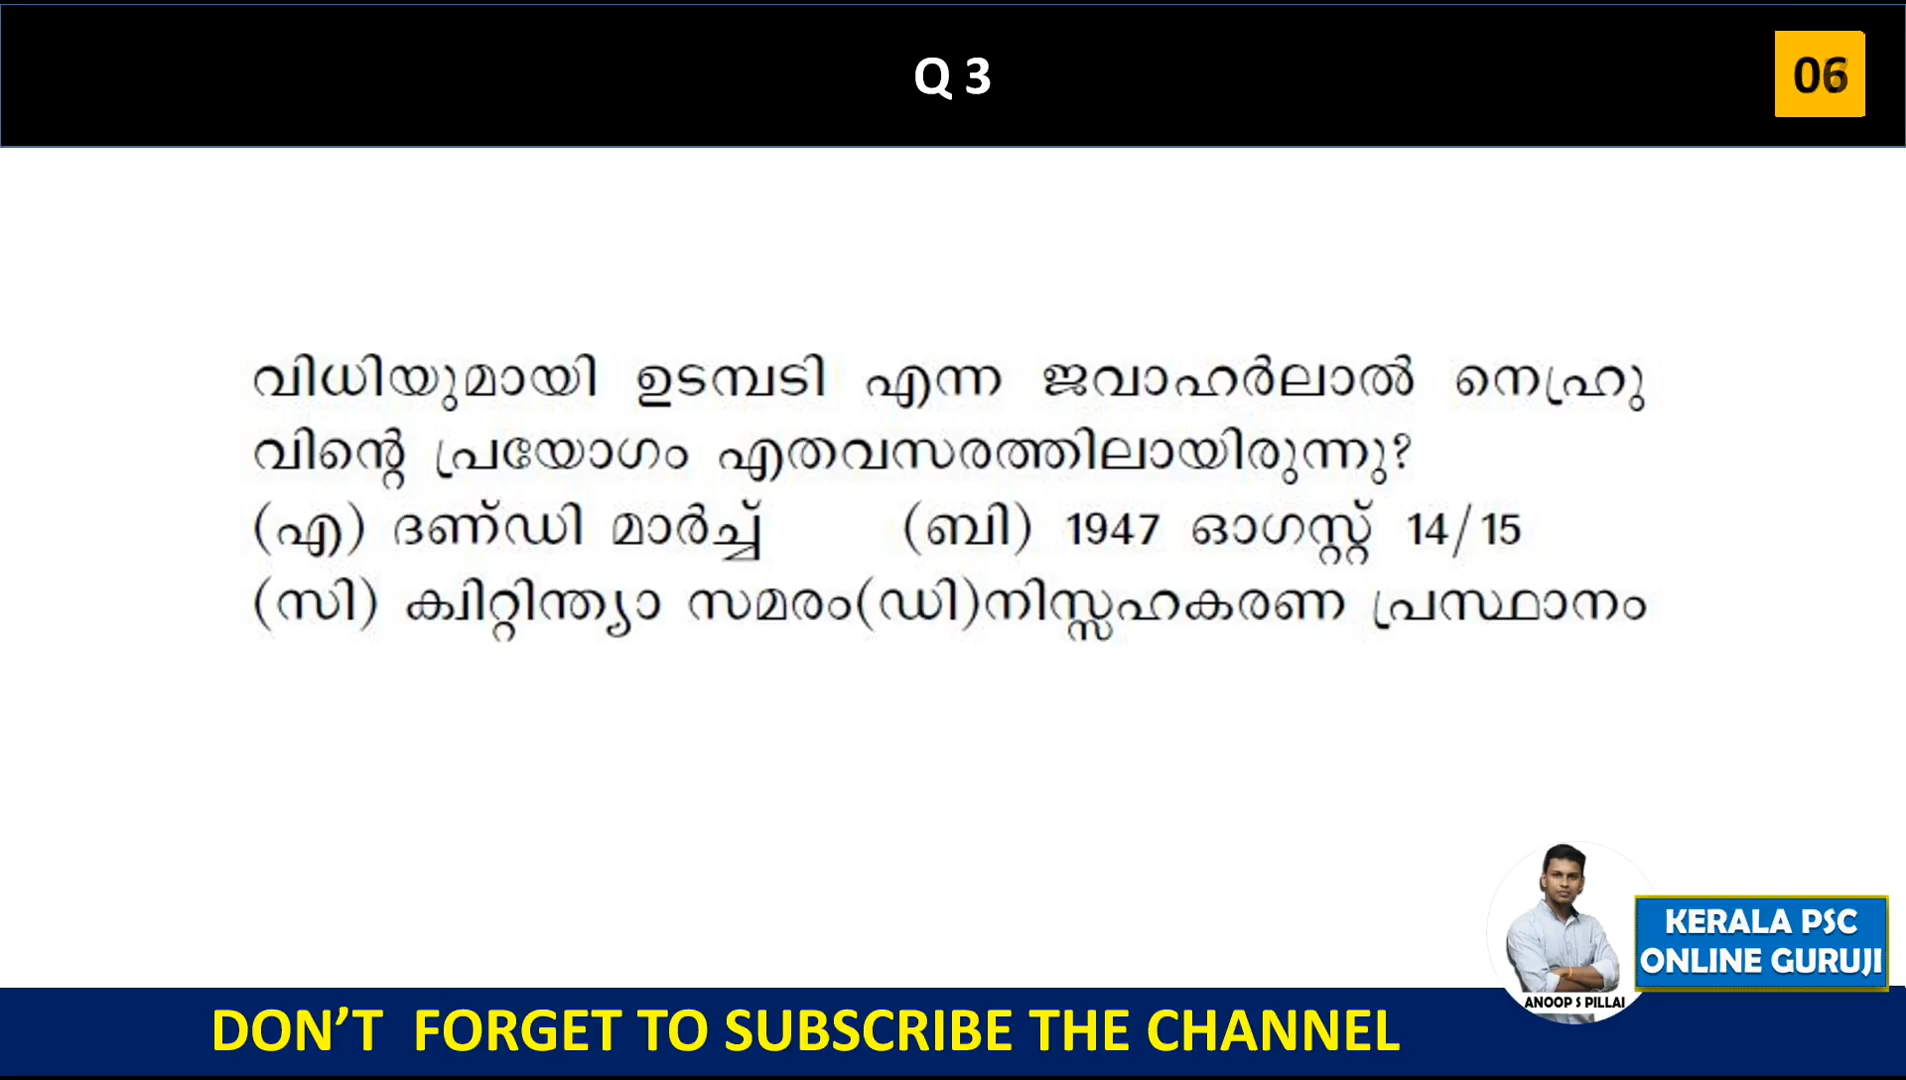 Q 3
06
വിധിയുമായി ഉടമ്പടി എന്ന ജവാഹർലാൽ നെഹ്രു
വിന്റെ പ്രയോഗം എതവസരത്തിലായിരുന്നു?
(എ) ദണ്ഡി മാർച്ച് (ബി) 1947 ഓഗസ്റ്റ് 14/15
(സി) ക്വിറ്റിന്ത്യാ സമരം(ഡി)നിസ്സഹകരണ പ്രസ്ഥാനം
KERALA PSC
ONLINE GURUJI
ANOOP S PILLAI
DON’T FORGET TO SUBSCRIBE THE CHANNEL